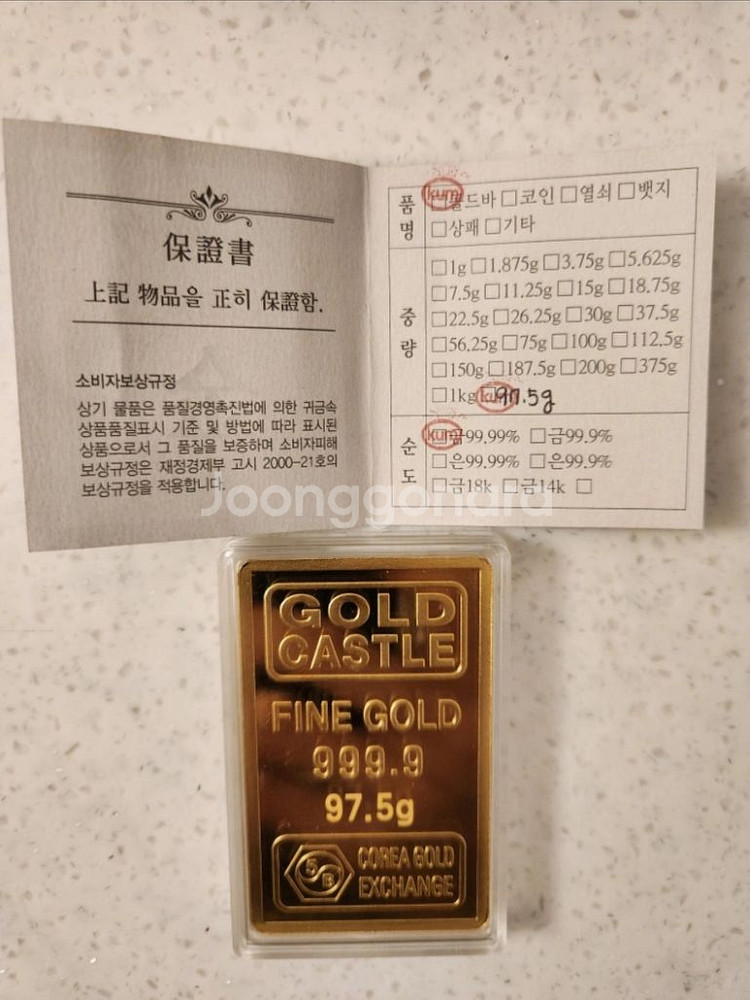 保證書
上記 物品을 正히 保證함.
소비자보상규정
상기 물품은 품질경영촉진법에 의한 귀금속
상품품질표시 기준 및 방법에 따라 표시된
상품으로서 그 품질을 보증하며 소비자피해
보상규정은 재정경제부 고시 2000-21호의
보상규정을 적용합니다.
품명
kum 골드바 □코인 □열쇠 □뱃지
□상패 □기타
중량
□1g □1.875g □3.75g □5.625g
□7.5g □11.25g □15g □18.75g
□22.5g □26.25g □30g □37.5g
□56.25g □75g □100g □112.5g
□150g □187.5g □200g □375g
□1kg 97.5g
순도
kum 금99.99% □금99.9%
□은99.99% □은99.9%
□금18k □금14k □
Joonggonara
GOLD
CASTLE
FINE GOLD
999.9
97.5g
COREA GOLD
EXCHANGE